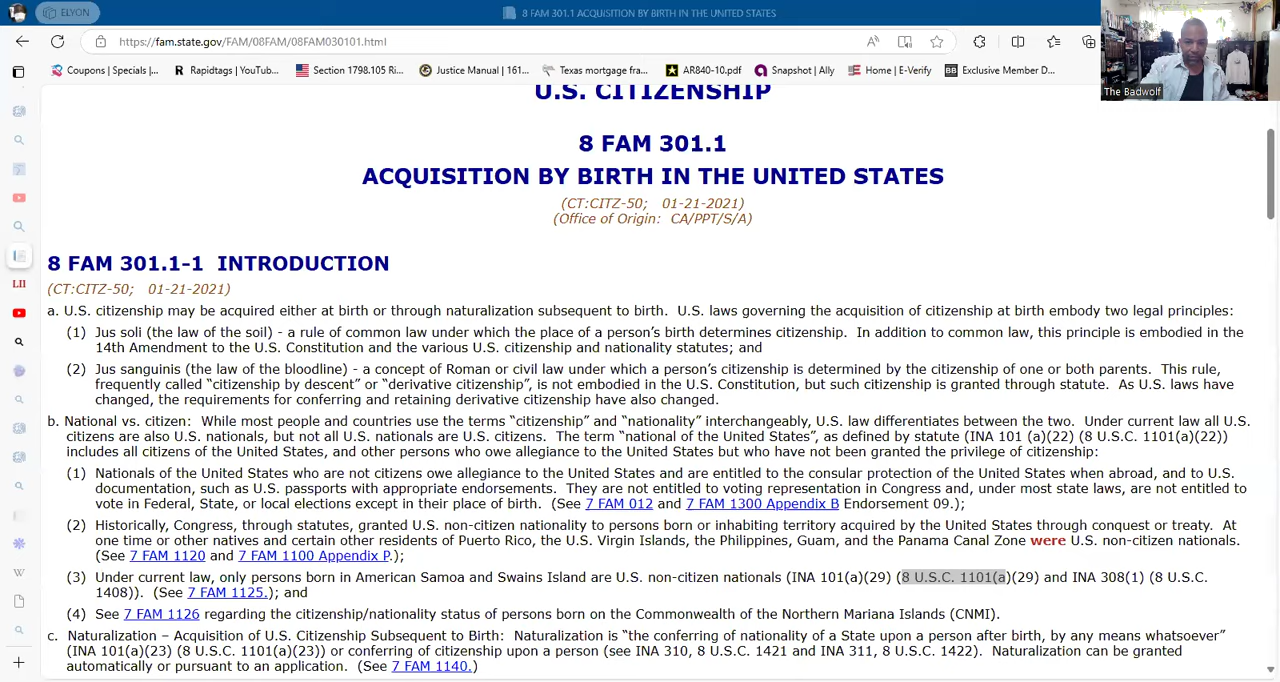 ELYON
8 FAM 301.1 ACQUISITION BY BIRTH IN THE UNITED STATES
https://fam.state.gov/FAM/08FAM/08FAM030101.html
Coupons | Specials |... Rapidtags | YouTub... Section 1798.105 Ri... Justice Manual | 161... Texas mortgage fra... AR840-10.pdf Snapshot | Ally Home | E-Verify BB Exclusive Member D...
The Badwolf
LII
W
U.S. CITIZENSHIP
8 FAM 301.1
ACQUISITION BY BIRTH IN THE UNITED STATES
(CT:CITZ-50; 01-21-2021)
(Office of Origin: CA/PPT/S/A)
8 FAM 301.1-1 INTRODUCTION
(CT:CITZ-50; 01-21-2021)
a. U.S. citizenship may be acquired either at birth or through naturalization subsequent to birth. U.S. laws governing the acquisition of citizenship at birth embody two legal principles:
(1) Jus soli (the law of the soil) - a rule of common law under which the place of a person's birth determines citizenship. In addition to common law, this principle is embodied in the
14th Amendment to the U.S. Constitution and the various U.S. citizenship and nationality statutes; and
(2) Jus sanguinis (the law of the bloodline) - a concept of Roman or civil law under which a person's citizenship is determined by the citizenship of one or both parents. This rule,
frequently called "citizenship by descent" or "derivative citizenship", is not embodied in the U.S. Constitution, but such citizenship is granted through statute. As U.S. laws have
changed, the requirements for conferring and retaining derivative citizenship have also changed.
b. National vs. citizen: While most people and countries use the terms "citizenship" and "nationality" interchangeably, U.S. law differentiates between the two. Under current law all U.S.
citizens are also U.S. nationals, but not all U.S. nationals are U.S. citizens. The term "national of the United States", as defined by statute (INA 101 (a)(22) (8 U.S.C. 1101(a)(22))
includes all citizens of the United States, and other persons who owe allegiance to the United States but who have not been granted the privilege of citizenship:
(1) Nationals of the United States who are not citizens owe allegiance to the United States and are entitled to the consular protection of the United States when abroad, and to U.S.
documentation, such as U.S. passports with appropriate endorsements. They are not entitled to voting representation in Congress and, under most state laws, are not entitled to
vote in Federal, State, or local elections except in their place of birth. (See 7 FAM 012 and 7 FAM 1300 Appendix B Endorsement 09.);
(2) Historically, Congress, through statutes, granted U.S. non-citizen nationality to persons born or inhabiting territory acquired by the United States through conquest or treaty. At
one time or other natives and certain other residents of Puerto Rico, the U.S. Virgin Islands, the Philippines, Guam, and the Panama Canal Zone were U.S. non-citizen nationals.
(See 7 FAM 1120 and 7 FAM 1100 Appendix P.);
(3) Under current law, only persons born in American Samoa and Swains Island are U.S. non-citizen nationals (INA 101(a)(29) (8 U.S.C. 1101(a)(29) and INA 308(1) (8 U.S.C.
1408)). (See 7 FAM 1125.); and
(4) See 7 FAM 1126 regarding the citizenship/nationality status of persons born on the Commonwealth of the Northern Mariana Islands (CNMI).
c. Naturalization – Acquisition of U.S. Citizenship Subsequent to Birth: Naturalization is "the conferring of nationality of a State upon a person after birth, by any means whatsoever"
(INA 101(a)(23) (8 U.S.C. 1101(a)(23)) or conferring of citizenship upon a person (see INA 310, 8 U.S.C. 1421 and INA 311, 8 U.S.C. 1422). Naturalization can be granted
automatically or pursuant to an application. (See 7 FAM 1140.)